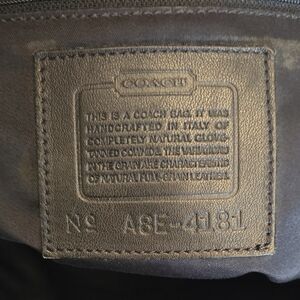 COACH
THIS IS A COACH BAG. IT WAS
HANDCRAFTED IN ITALY OF
COMPLETELY NATURAL GLOVE-
TANNED COWHIDE. THE VARIATIONS
IN THE GRAIN ARE CHARACTERISTIC
OF NATURAL FULL-GRAIN LEATHER.
Nº A8E-4181